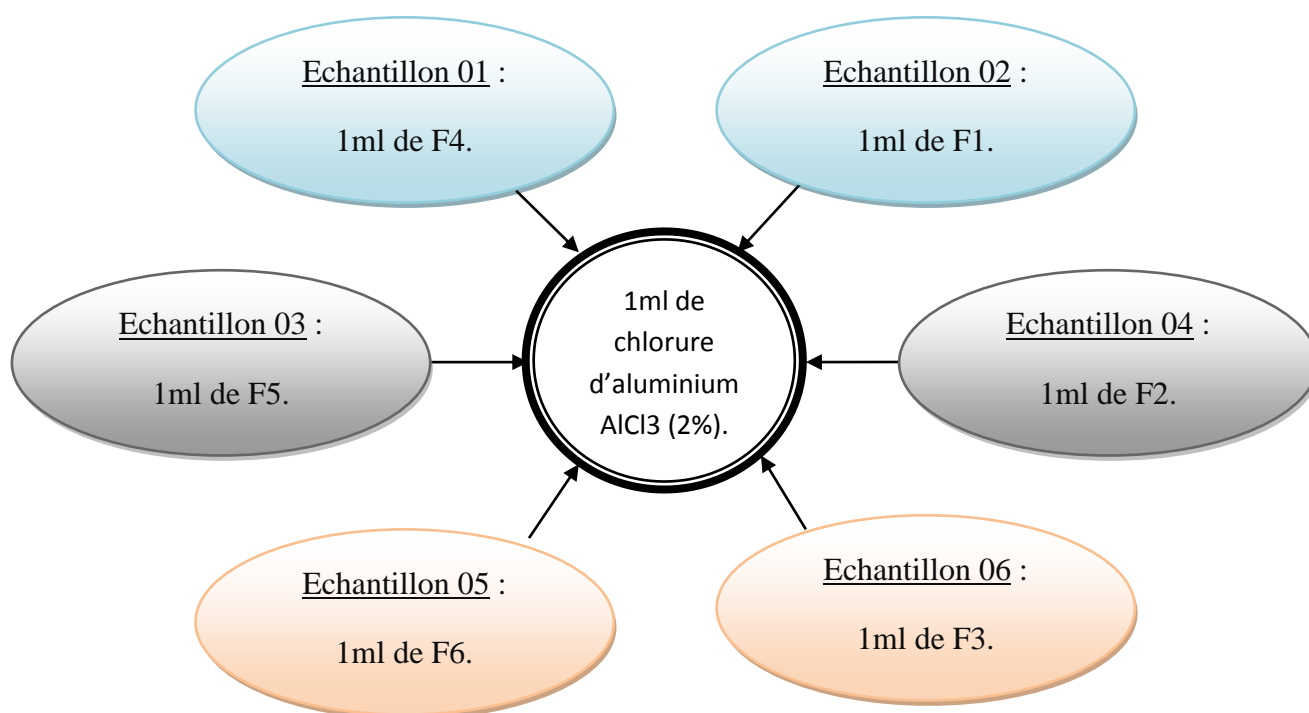 Echantillon 01 :
1ml de F4.
Echantillon 02 :
1ml de F1.
Echantillon 03 :
1ml de F5.
1ml de
chlorure
d’aluminium
AlCl3 (2%).
Echantillon 04 :
1ml de F2.
Echantillon 05 :
1ml de F6.
Echantillon 06 :
1ml de F3.